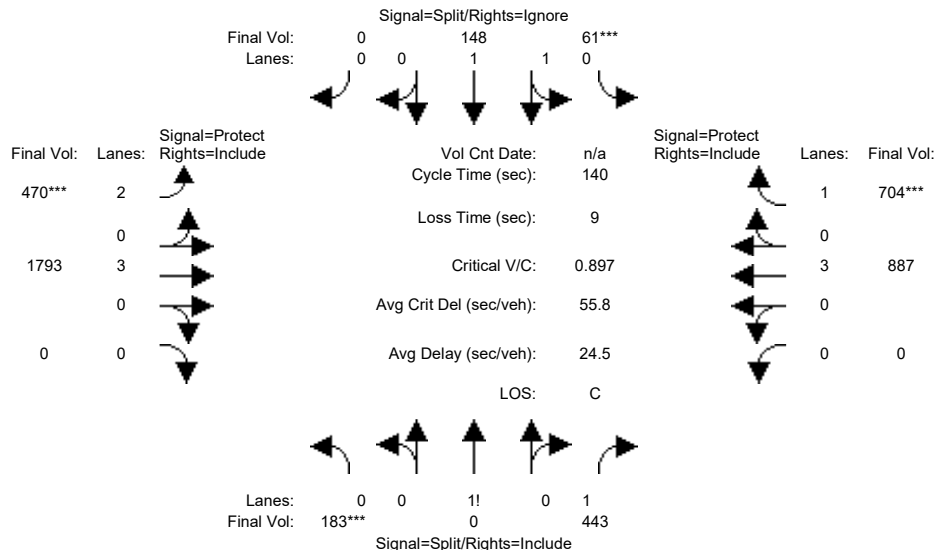 Signal=Split/Rights=Ignore
Final Vol: 0 148 61***
Lanes: 0 0 1 1 0
Signal=Protect Signal=Protect
Final Vol: Lanes: Rights=Include Vol Cnt Date: n/a Rights=Include Lanes: Final Vol:
Cycle Time (sec): 140
470*** 2 1 704***
Loss Time (sec): 9
0 0
1793 3 Critical V/C: 0.897 3 887
0 Avg Crit Del (sec/veh): 55.8 0
0 0 Avg Delay (sec/veh): 24.5 0 0
LOS: C
Lanes: 0 0 1! 0 1
Final Vol: 183*** 0 443
Signal=Split/Rights=Include